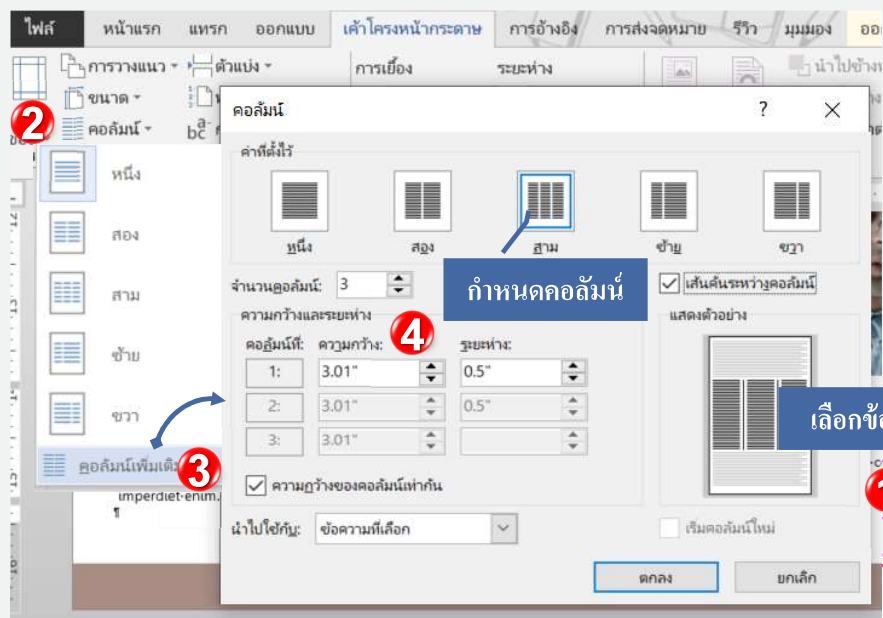 ไฟล์ หน้าแรก แทรก ออกแบบ เค้าโครงหน้ากระดาษ การอ้างอิง การส่งจดหมาย รีวิว มุมมอง
การวางแนว ตัวแบ่ง การเยื้อง ระยะห่าง นำไปข้าง
ขนาด
2 คอลัมน์
คอลัมน์ ?
ค่าที่ตั้งไว้
หนึ่ง
สอง
สาม
ซ้าย
ขวา
3 คอลัมน์เพิ่มเติม
หนึ่ง สอง สาม ซ้าย ขวา
กำหนดคอลัมน์
จำนวนคอลัมน์: 3 เส้นคั่นระหว่างคอลัมน์
ความกว้างและระยะห่าง แสดงตัวอย่าง
4
คอลัมน์ที่: ความกว้าง: ระยะห่าง:
1: 3.01" 0.5"
2: 3.01" 0.5"
3: 3.01"
เลือกข้อ
1
ความกว้างของคอลัมน์เท่ากัน
imperdiet·enim.
¶
นำไปใช้กับ: ข้อความที่เลือก เริ่มคอลัมน์ใหม่
ตกลง ยกเลิก